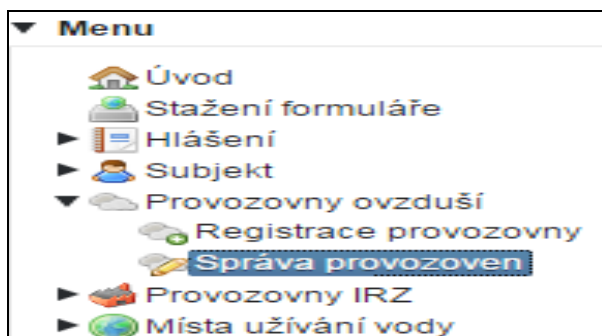 Menu
Úvod
Stažení formuláře
Hlášení
Subjekt
Provozovny ovzduší
Registrace provozovny
Správa provozoven
Provozovny IRZ
Místa užívání vody